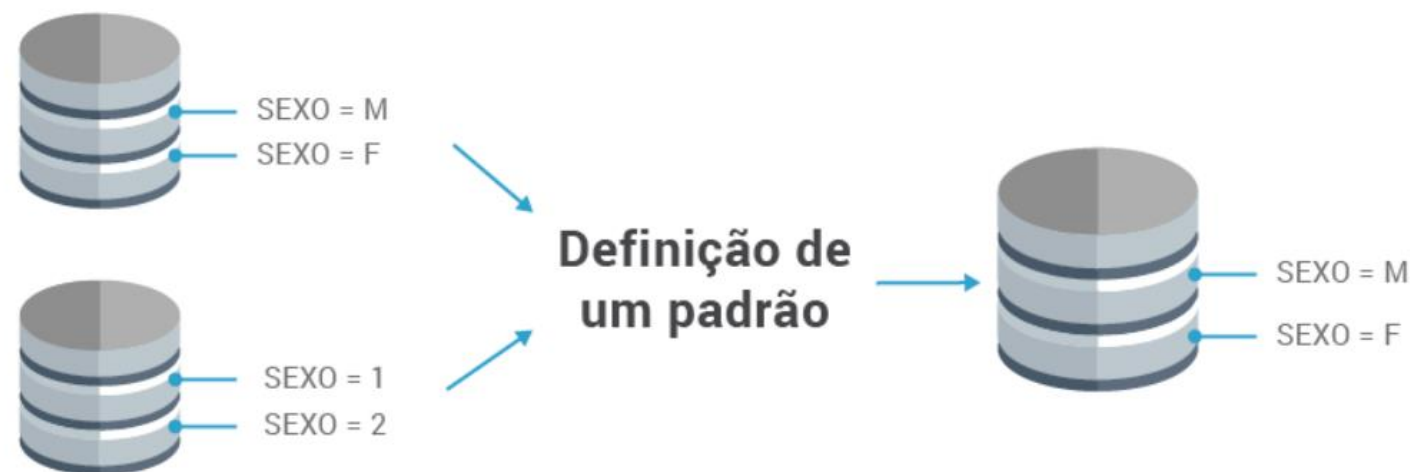 SEXO = M
SEXO = F
SEXO = 1
SEXO = 2
Definição de
um padrão
SEXO = M
SEXO = F